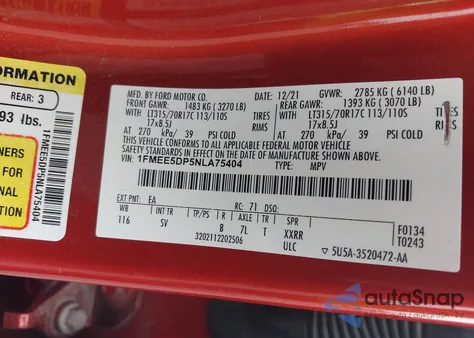 ORMATION
REAR: 3
93 lbs.
1FMEE5DP5NLA75404
NERS
TO
MFD. BY FORD MOTOR CO. 12/21 GVWR: 2785 KG ( 6140 LB)
FRONT GAWR: 1483 KG ( 3270 LB) REAR GAWR: 1393 KG ( 3070 LB)
WITH LT315/70R17C 113/110S TIRES WITH LT315/70R17C 113/110S TIRES
17x8.5J RIMS 17x8.5J RI
AT 270 kPa/ 39 PSI COLD AT 270 kPa/ 39 PSI COLD
THIS VEHICLE CONFORMS TO ALL APPLICABLE FEDERAL MOTOR VEHICLE
SAFETY STANDARDS IN EFFECT ON THE DATE OF MANUFACTURE SHOWN ABOVE.
VIN: 1FMEE5DP5NLA75404 TYPE: MPV
EXT PNT: EA RC: 71 DSO:
WB INT TR TP/PS R AXLE TR SPR F0134
116 SV B 7L T XXRR T0243
3202112202506 ULC ▽ 5U5A-3520472-AA
autoSnap